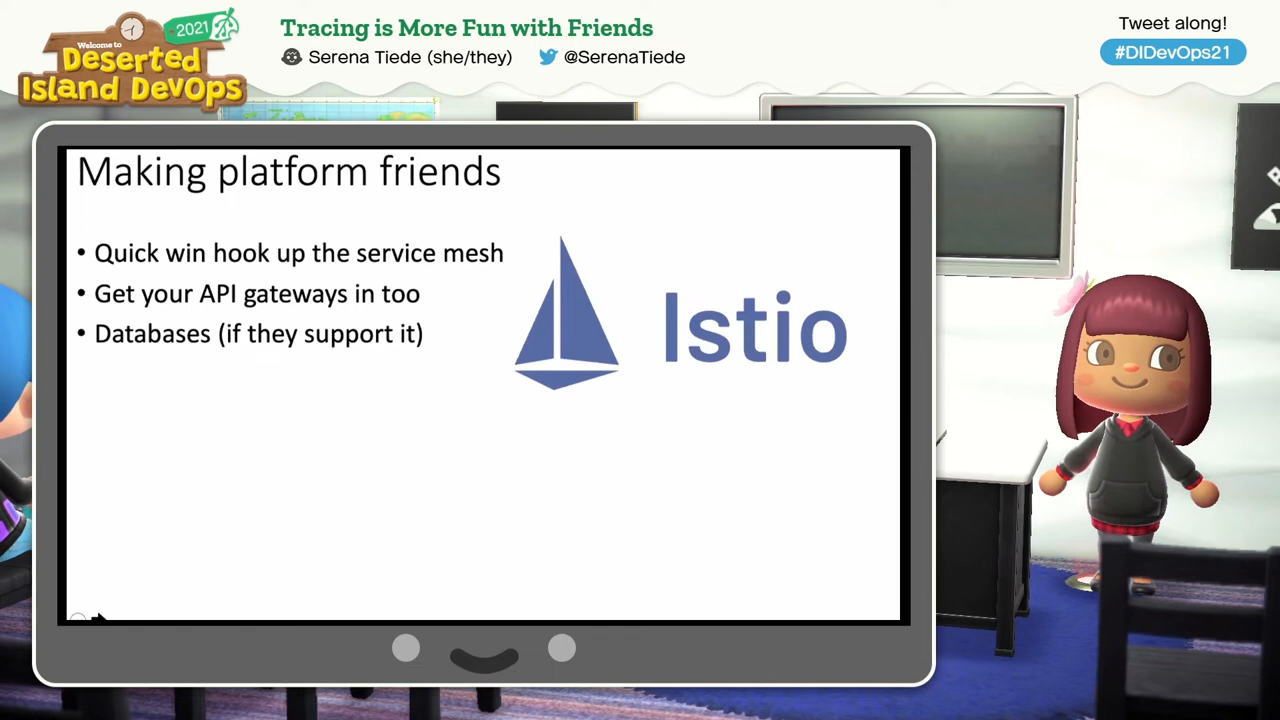 Welcome to
Deserted
Island DevOps
2021
Tracing is More Fun with Friends
Serena Tiede (she/they)
@SerenaTiede
Tweet along!
#DIDevOps21
Making platform friends
• Quick win hook up the service mesh
• Get your API gateways in too
• Databases (if they support it)
Istio